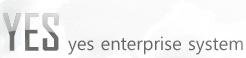 YES yes enterprise system